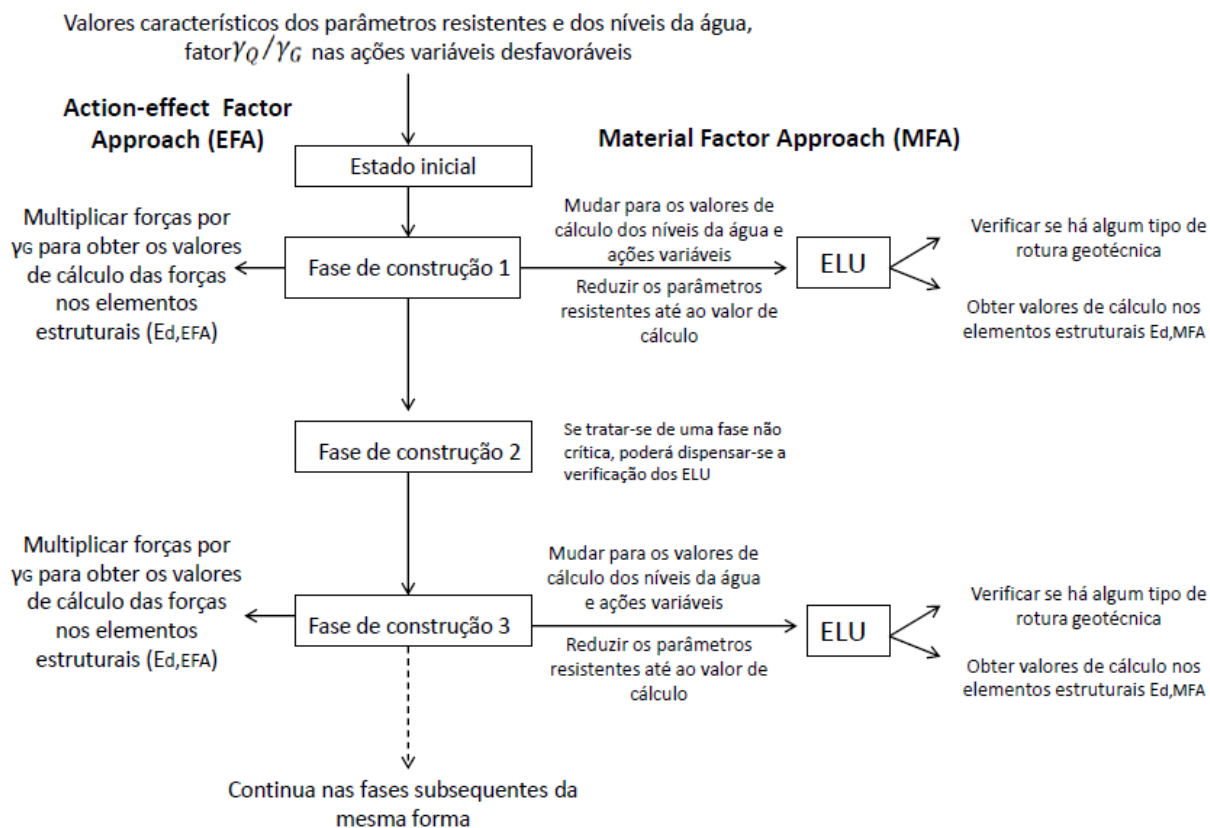 Valores característicos dos parâmetros resistentes e dos níveis da água,
fator γQ/γG nas ações variáveis desfavoráveis
Action-effect Factor
Approach (EFA)
Material Factor Approach (MFA)
Estado inicial
Multiplicar forças por
γG para obter os valores
de cálculo das forças
nos elementos
estruturais (Ed,EFA)
Fase de construção 1
Mudar para os valores de
cálculo dos níveis da água e
ações variáveis
Reduzir os parâmetros
resistentes até ao valor de
cálculo
ELU
Verificar se há algum tipo de
rotura geotécnica
Obter valores de cálculo nos
elementos estruturais Ed,MFA
Fase de construção 2
Se tratar-se de uma fase não
crítica, poderá dispensar-se a
verificação dos ELU
Multiplicar forças por
γG para obter os valores
de cálculo das forças
nos elementos
estruturais (Ed,EFA)
Fase de construção 3
Mudar para os valores de
cálculo dos níveis da água
e ações variáveis
Reduzir os parâmetros
resistentes até ao valor de
cálculo
ELU
Verificar se há algum tipo de
rotura geotécnica
Obter valores de cálculo nos
elementos estruturais Ed,MFA
Continua nas fases subsequentes da
mesma forma